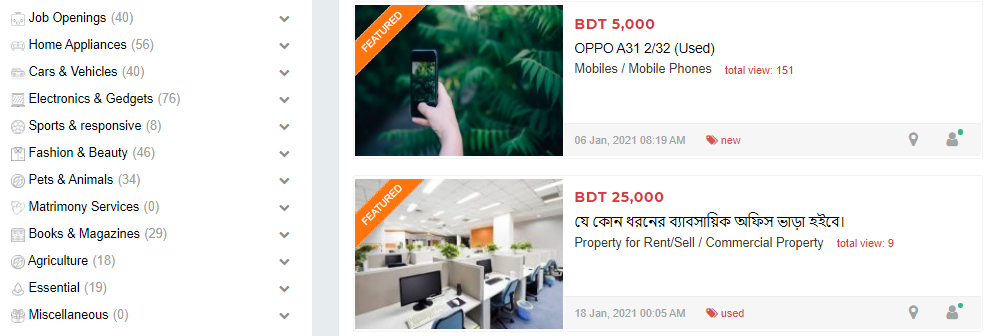 Job Openings (40)
Home Appliances (56)
Cars & Vehicles (40)
Electronics & Gedgets (76)
Sports & responsive (8)
Fashion & Beauty (46)
Pets & Animals (34)
Matrimony Services (0)
Books & Magazines (29)
Agriculture (18)
Essential (19)
Miscellaneous (0)
FEATURED
BDT 5,000
OPPO A31 2/32 (Used)
Mobiles / Mobile Phones total view: 151
06 Jan, 2021 08:19 AM new
FEATURED
BDT 25,000
যে কোন ধরনের ব্যাবসায়িক অফিস ভাড়া হইবে।
Property for Rent/Sell / Commercial Property total view: 9
18 Jan, 2021 00:05 AM used